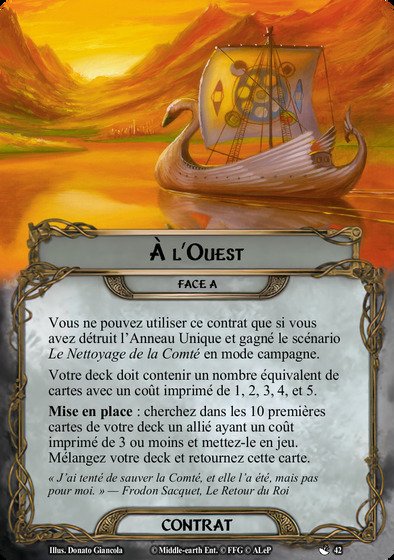 À l'Ouest
FACE A
Vous ne pouvez utiliser ce contrat que si vous
avez détruit l'Anneau Unique et gagné le scénario
Le Nettoyage de la Comté en mode campagne.
Votre deck doit contenir un nombre équivalent de
cartes avec un coût imprimé de 1, 2, 3, 4, et 5.
Mise en place : cherchez dans les 10 premières
cartes de votre deck un allié ayant un coût
imprimé de 3 ou moins et mettez-le en jeu.
Mélangez votre deck et retournez cette carte.
« J'ai tenté de sauver la Comté, et elle l'a été, mais pas
pour moi. » — Frodon Sacquet, Le Retour du Roi
CONTRAT
Illus. Donato Giancola © Middle-earth Ent. © FFG © ALeP 42